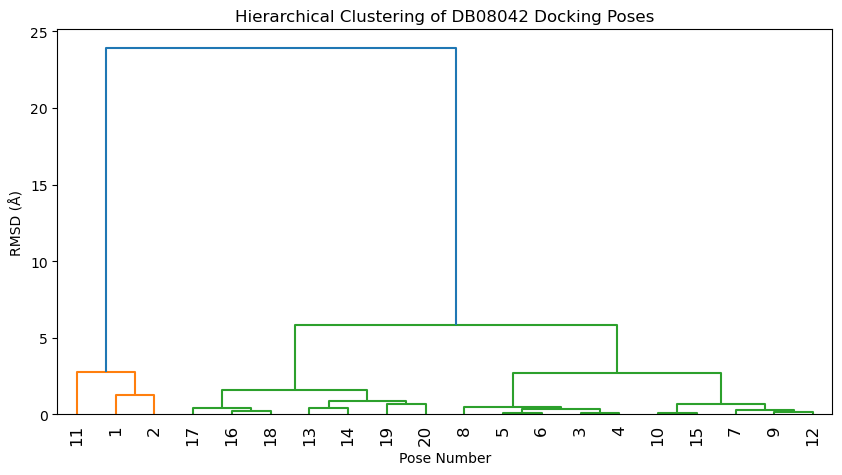 Hierarchical Clustering of DB08042 Docking Poses
25
20
15
10
5
0
RMSD (Å)
11 1 2 17 16 18 13 14 19 20 8 5 6 3 4 10 15 7 9 12
Pose Number